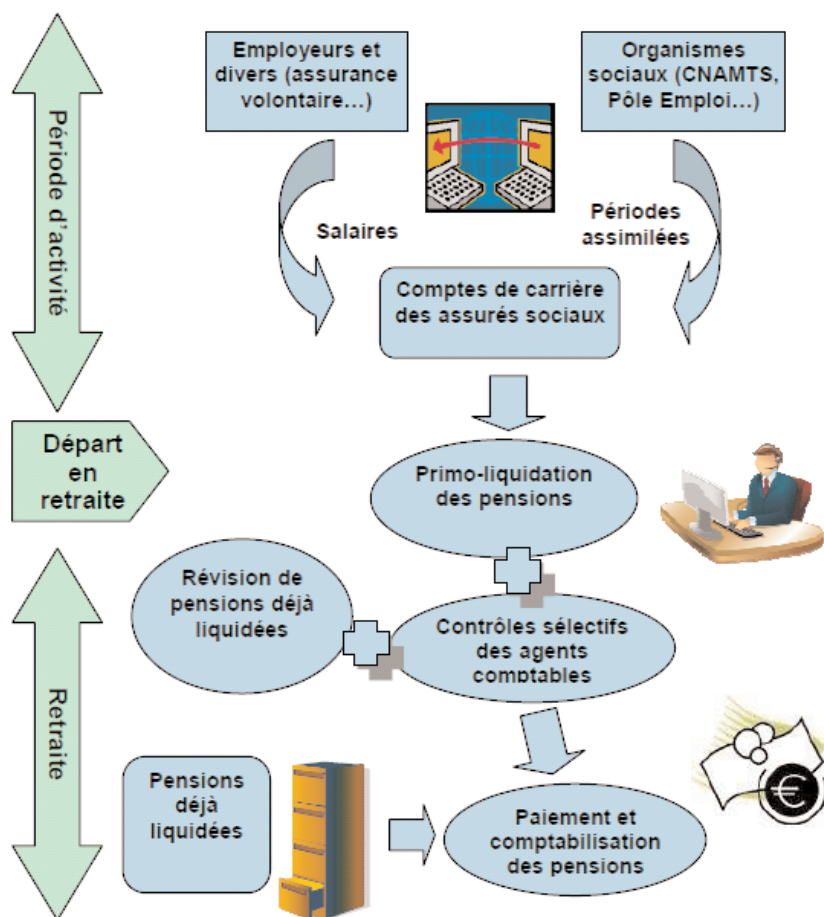 Employeurs et
divers (assurance
volontaire…)
Organismes
sociaux (CNAMTS,
Pôle Emploi…)
Période d'activité
Salaires
Périodes
assimilées
Comptes de carrière
des assurés sociaux
Départ
en
retraite
Primo-liquidation
des pensions
Révision de
pensions déjà
liquidées
Contrôles sélectifs
des agents
comptables
Retraite
Pensions
déjà
liquidées
Paiement et
comptabilisation
des pensions
€